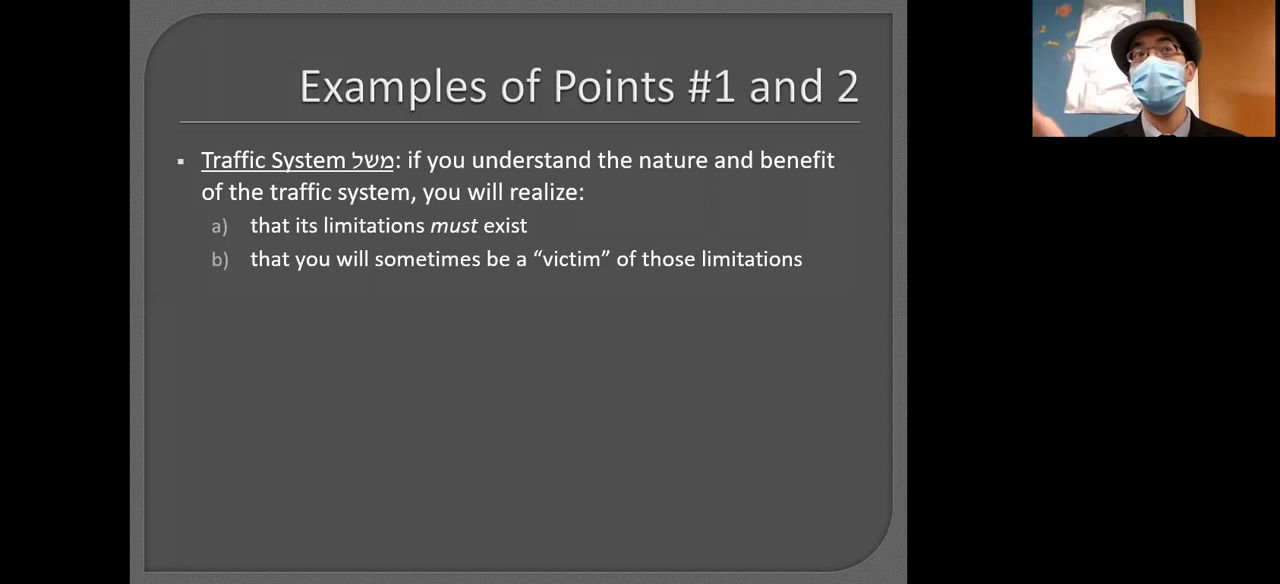 Examples of Points #1 and 2
▪ Traffic System משל: if you understand the nature and benefit
of the traffic system, you will realize:
a) that its limitations must exist
b) that you will sometimes be a “victim” of those limitations